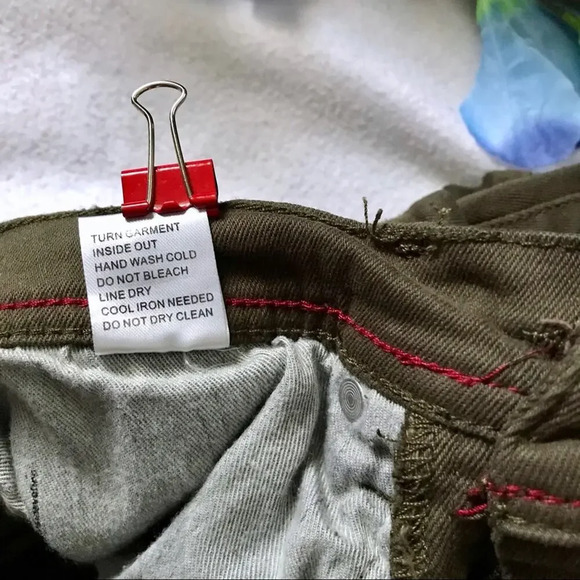 TURN GARMENT
INSIDE OUT
HAND WASH COLD
DO NOT BLEACH
LINE DRY
COOL IRON NEEDED
DO NOT DRY CLEAN